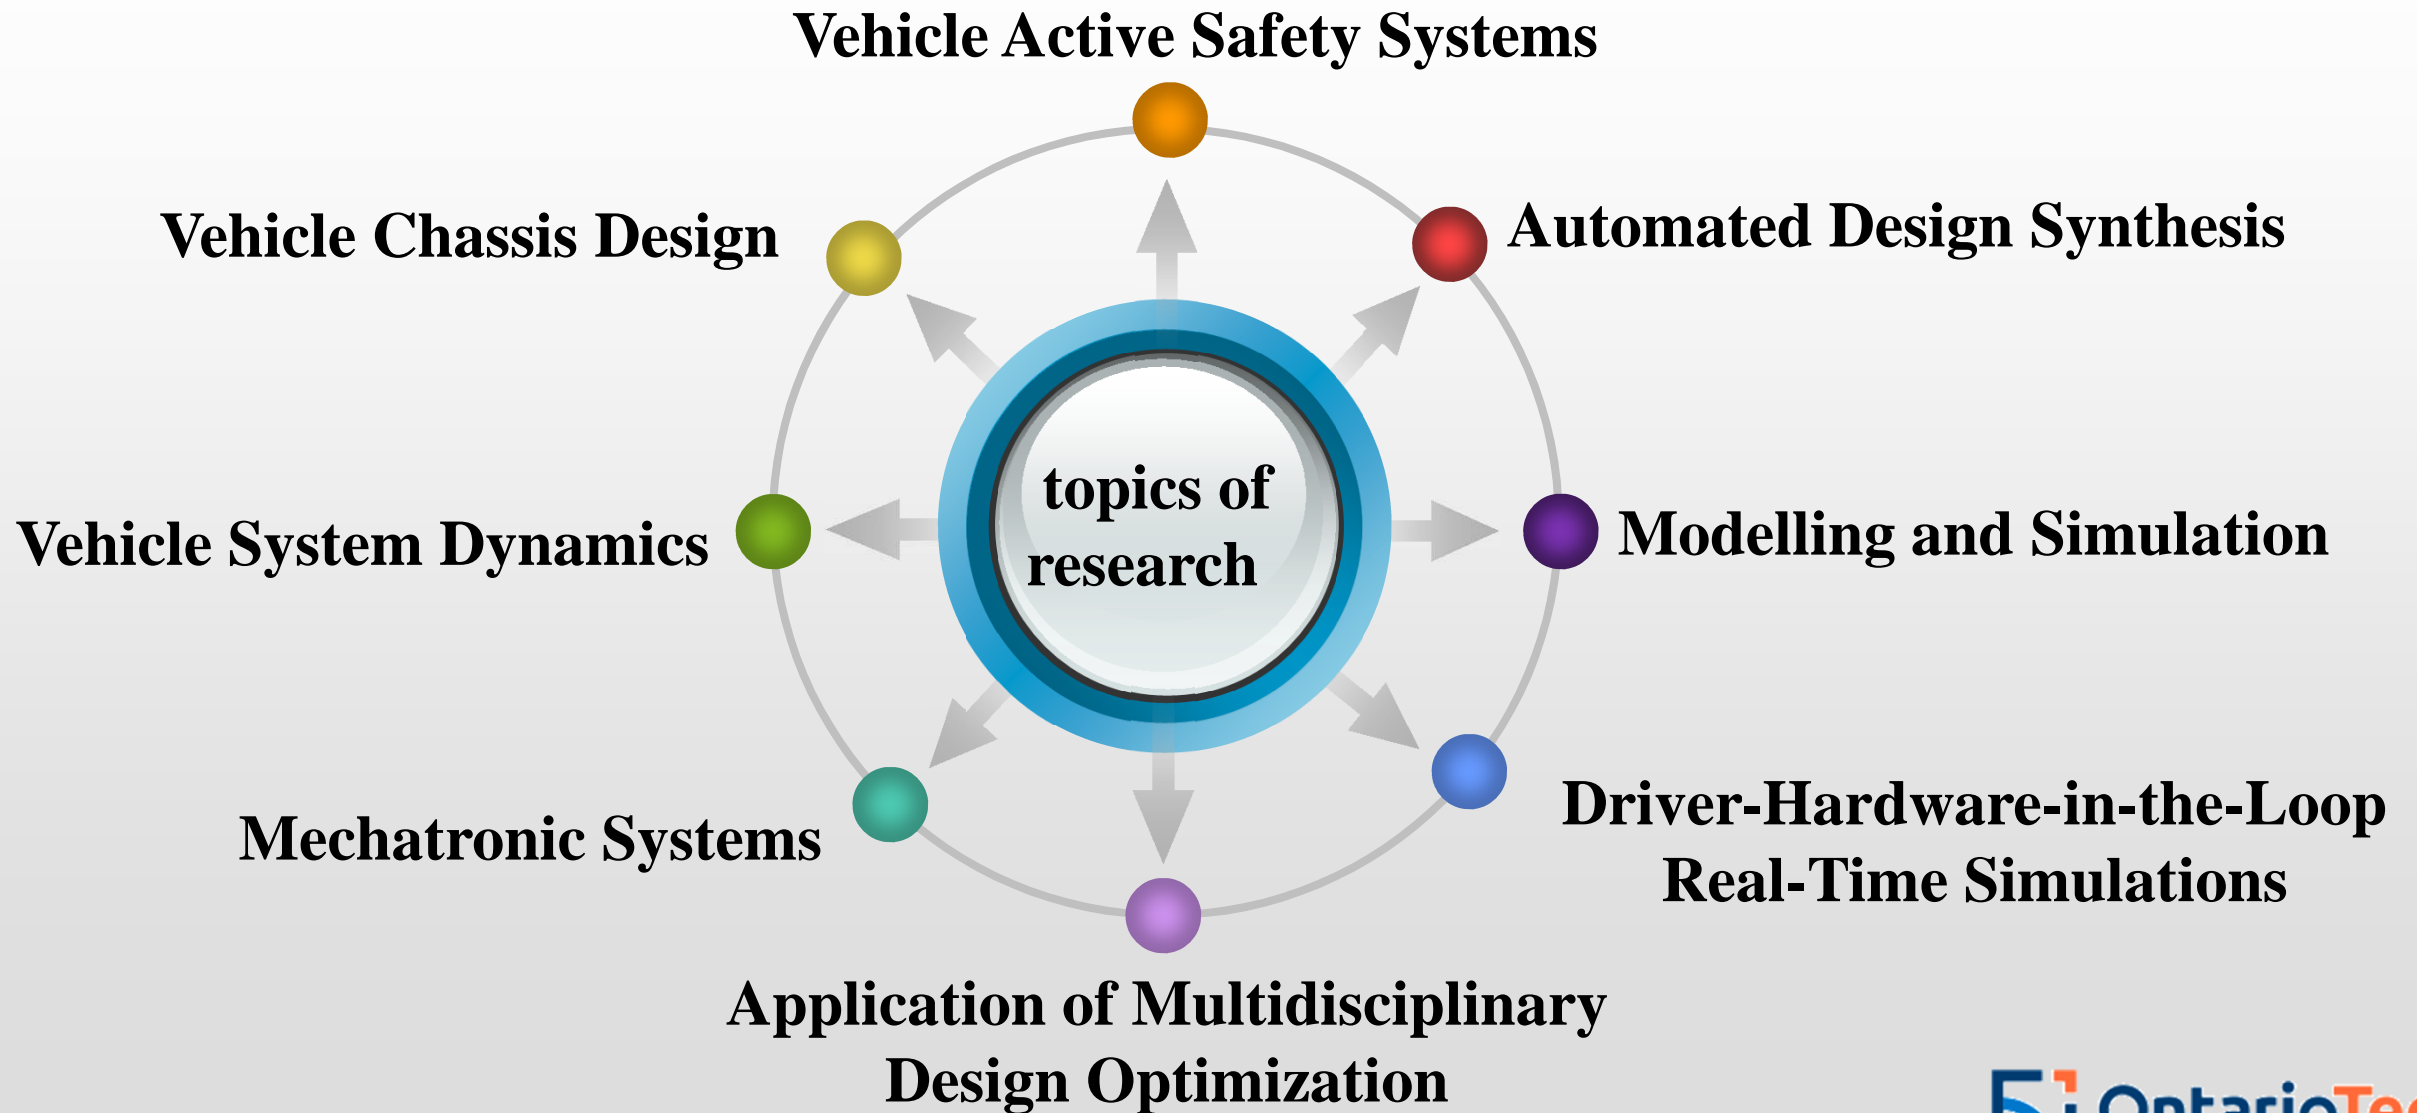 Vehicle Active Safety Systems
Vehicle Chassis Design
Automated Design Synthesis
topics of
research
Vehicle System Dynamics
Modelling and Simulation
Mechatronic Systems
Driver-Hardware-in-the-Loop
Real-Time Simulations
Application of Multidisciplinary
Design Optimization
OntarioTec